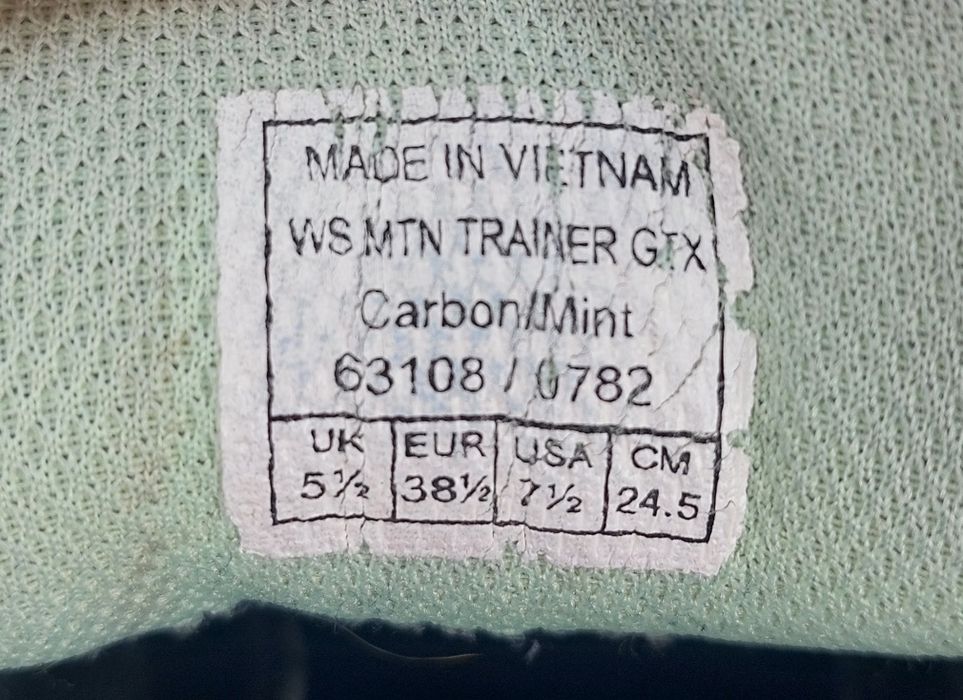 MADE IN VIETNAM
WS MTN TRAINER GTX
Carbon/Mint
63108 / 0782
UK EUR USA CM
5½ 38½ 7½ 24.5